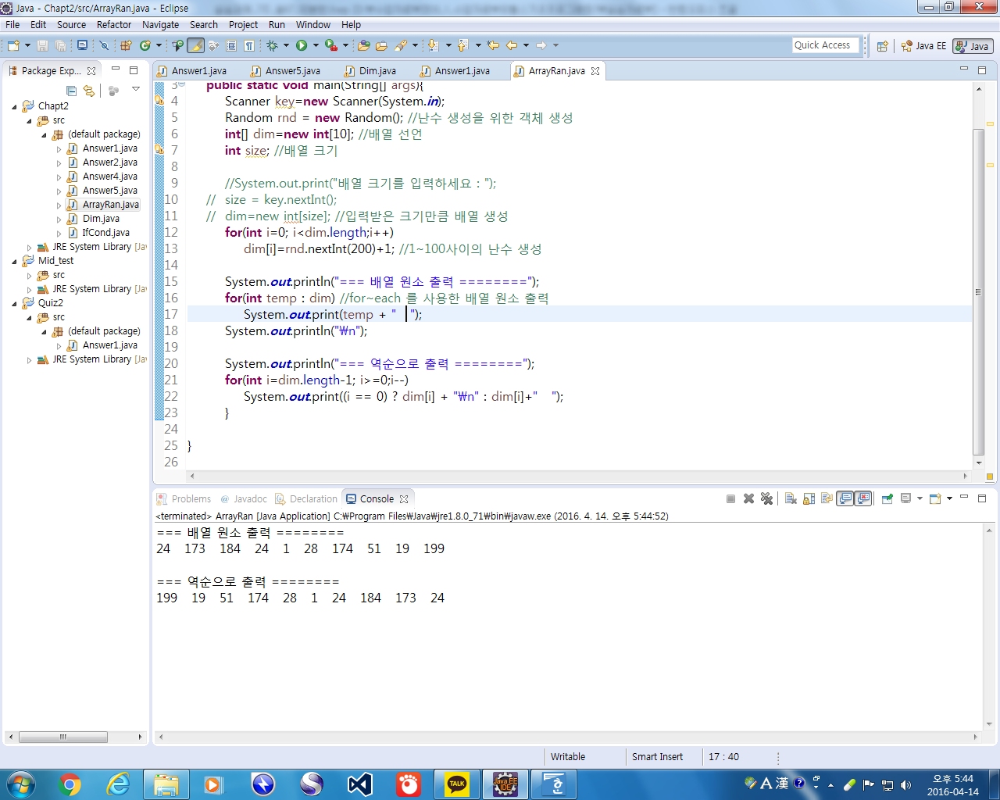 Java - Chapt2/src/ArrayRan.java - Eclipse
File Edit Source Refactor Navigate Search Project Run Window Help
Quick Access
Java EE
Java
Package Exp...
Chapt2
src
(default package)
Answer1.java
Answer2.java
Answer4.java
Answer5.java
ArrayRan.java
Dim.java
IfCond.java
JRE System Library [Jav
Mid_test
src
JRE System Library [Jav
Quiz2
src
(default package)
Answer1.java
JRE System Library [Jav
Answer1.java Answer5.java Dim.java Answer1.java ArrayRan.java
3 public static void main(String[] args){
4 Scanner key=new Scanner(System.in);
5 Random rnd = new Random(); //난수 생성을 위한 객체 생성
6 int[] dim=new int[10]; //배열 선언
7 int size; //배열 크기
8
9 //System.out.print("배열 크기를 입력하세요 : ");
10 // size = key.nextInt();
11 // dim=new int[size]; //입력받은 크기만큼 배열 생성
12 for(int i=0; i<dim.length;i++)
13 dim[i]=rnd.nextInt(200)+1; //1~100사이의 난수 생성
14
15 System.out.println("=== 배열 원소 출력 ========");
16 for(int temp : dim) //for~each 를 사용한 배열 원소 출력
17 System.out.print(temp + "  ");
18 System.out.println("₩n");
19
20 System.out.println("=== 역순으로 출력 ========");
21 for(int i=dim.length-1; i>=0;i--)
22 System.out.print((i == 0) ? dim[i] + "₩n" : dim[i]+"  ");
23 }
24
25 }
26
Problems @ Javadoc Declaration Console
<terminated> ArrayRan [Java Application] C:₩Program Files₩Java₩jre1.8.0_71₩bin₩javaw.exe (2016. 4. 14. 오후 5:44:52)
=== 배열 원소 출력 ========
24 173 184 24 1 28 174 51 19 199
=== 역순으로 출력 ========
199 19 51 174 28 1 24 184 173 24
Writable Smart Insert 17 : 40
TALK
Java EE
IDE
한
A 漢
오후 5:44
2016-04-14